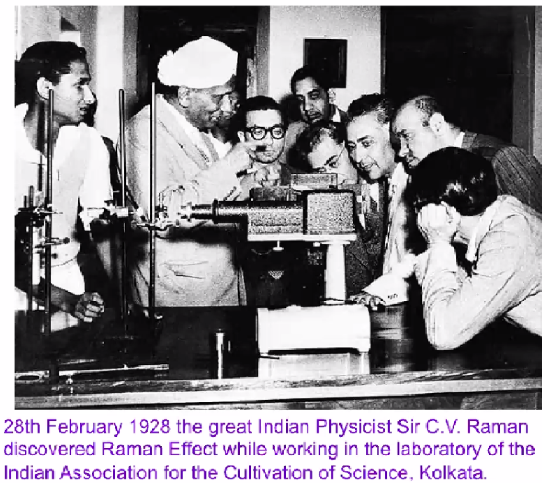 28th February 1928 the great Indian Physicist Sir C.V. Raman
discovered Raman Effect while working in the laboratory of the
Indian Association for the Cultivation of Science, Kolkata.